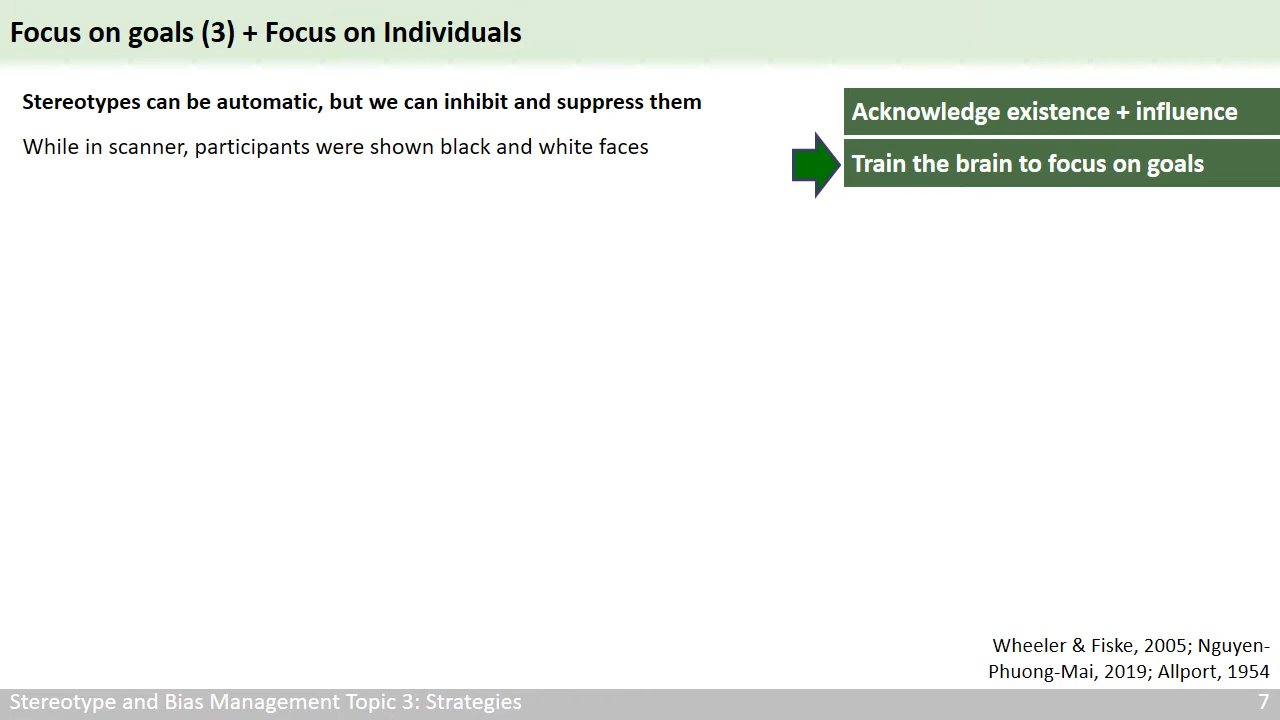 Focus on goals (3) + Focus on Individuals
Stereotypes can be automatic, but we can inhibit and suppress them
While in scanner, participants were shown black and white faces
Acknowledge existence + influence
Train the brain to focus on goals
Wheeler & Fiske, 2005; Nguyen-
Phuong-Mai, 2019; Allport, 1954
Stereotype and Bias Management Topic 3: Strategies
7